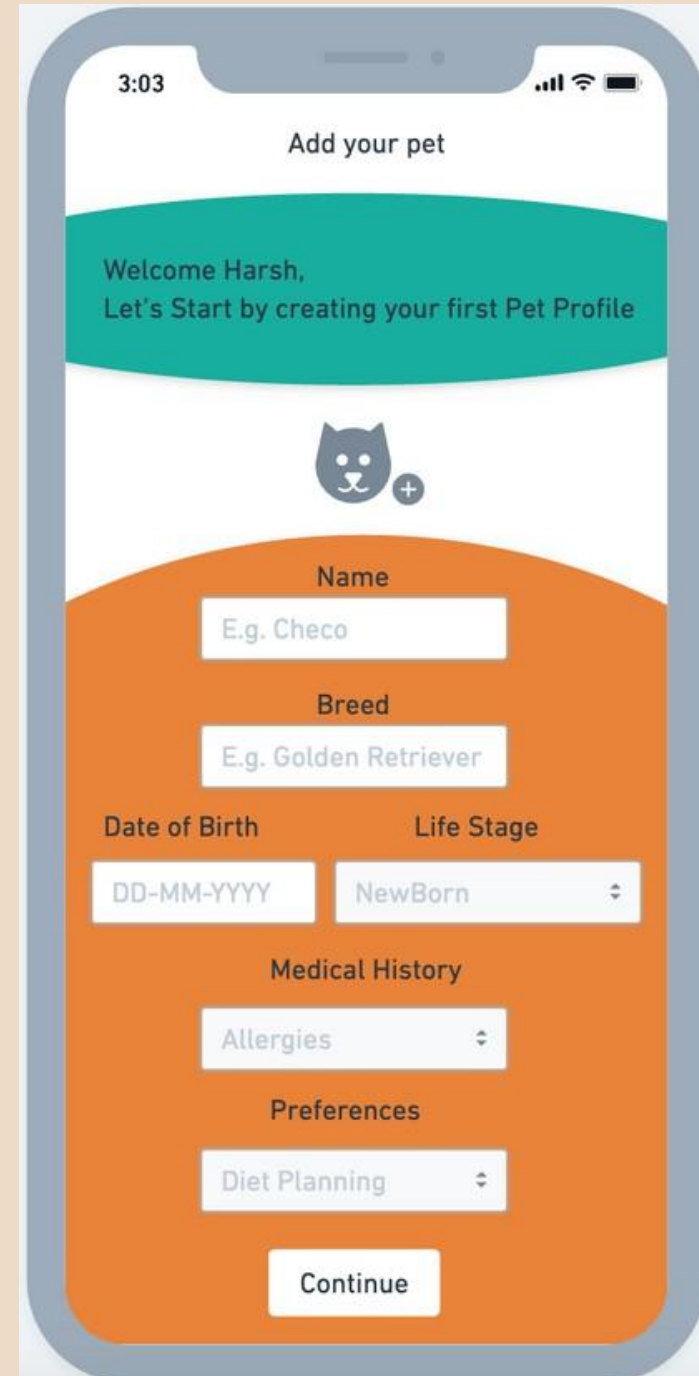 3:03
Add your pet
Welcome Harsh,
Let's Start by creating your first Pet Profile
Name
E.g. Checo
Breed
E.g. Golden Retriever
Date of Birth Life Stage
DD-MM-YYYY NewBorn
Medical History
Allergies
Preferences
Diet Planning
Continue